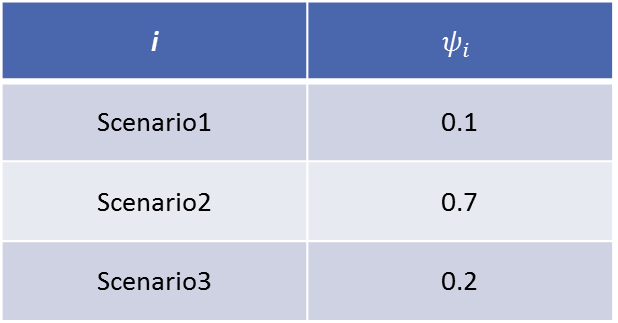 i ψᵢ
Scenario1 0.1
Scenario2 0.7
Scenario3 0.2